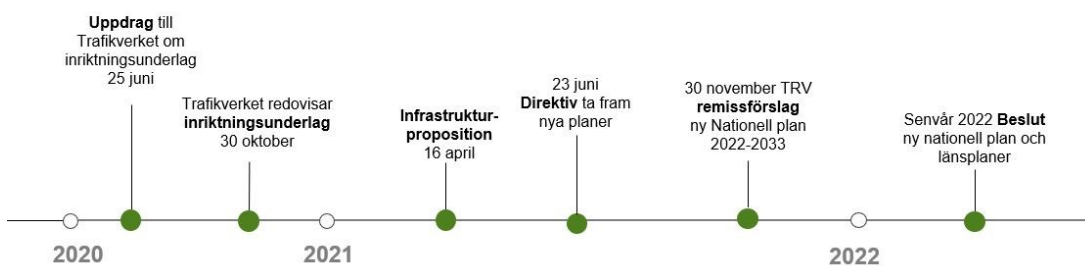 Uppdrag till
Trafikverket om
inriktningsunderlag
25 juni
Trafikverket redovisar
inriktningsunderlag
30 oktober
Infrastruktur-
proposition
16 april
23 juni
Direktiv ta fram
nya planer
30 november TRV
remissförslag
ny Nationell plan
2022-2033
Senvår 2022 Beslut
ny nationell plan och
länsplaner
2020
2021
2022